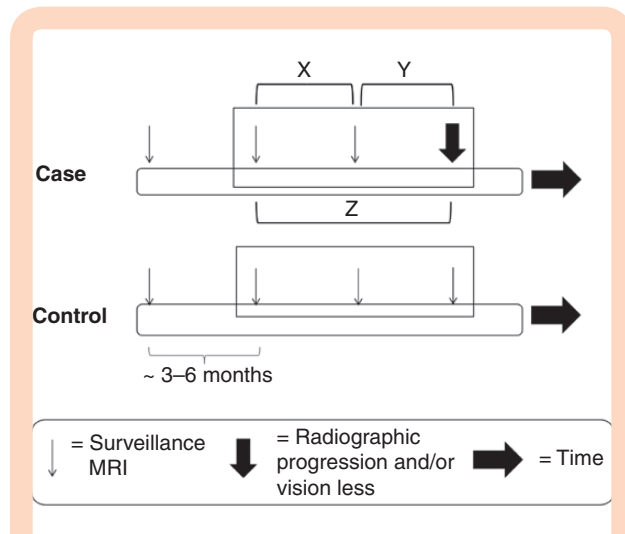 X
Y
Case
Z
Control
~ 3–6 months
= Surveillance
MRI
= Radiographic
progression and/or
vision less
= Time